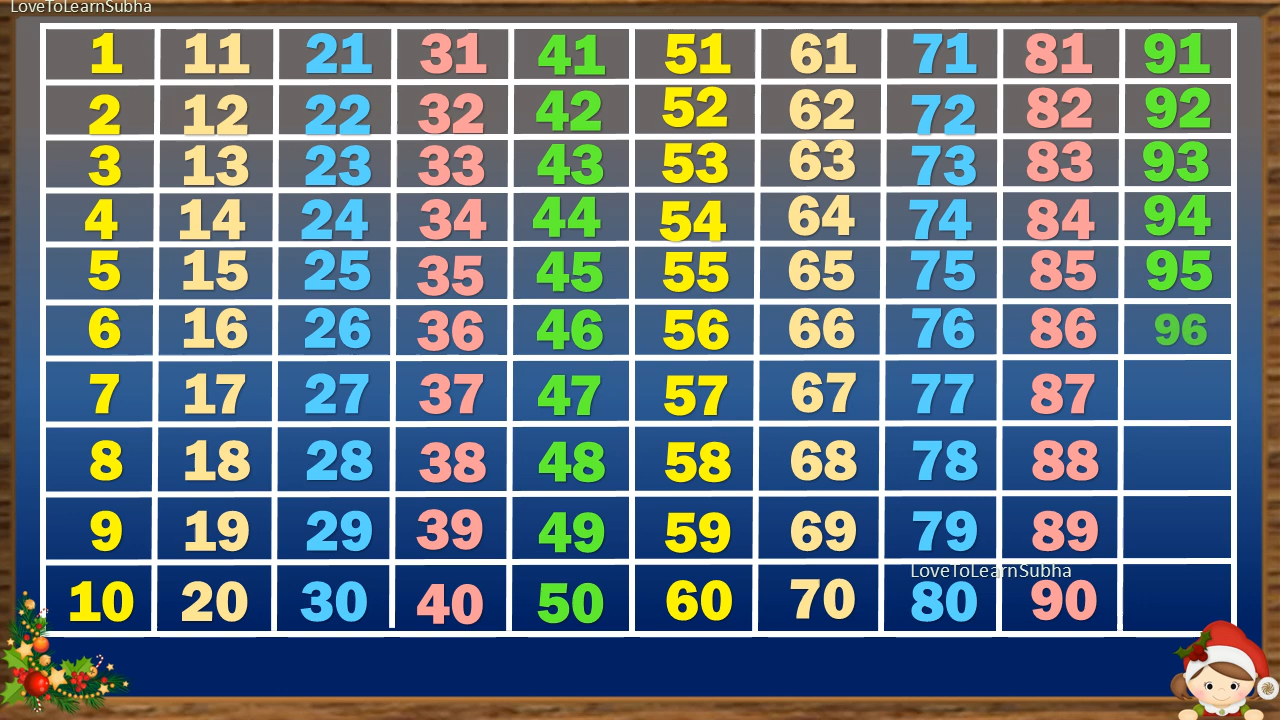 LoveToLearnSubha
1 11 21 31 41 51 61 71 81 91
2 12 22 32 42 52 62 72 82 92
3 13 23 33 43 53 63 73 83 93
4 14 24 34 44 54 64 74 84 94
5 15 25 35 45 55 65 75 85 95
6 16 26 36 46 56 66 76 86 96
7 17 27 37 47 57 67 77 87
8 18 28 38 48 58 68 78 88
9 19 29 39 49 59 69 79 89
LoveToLearnSubha
10 20 30 40 50 60 70 80 90